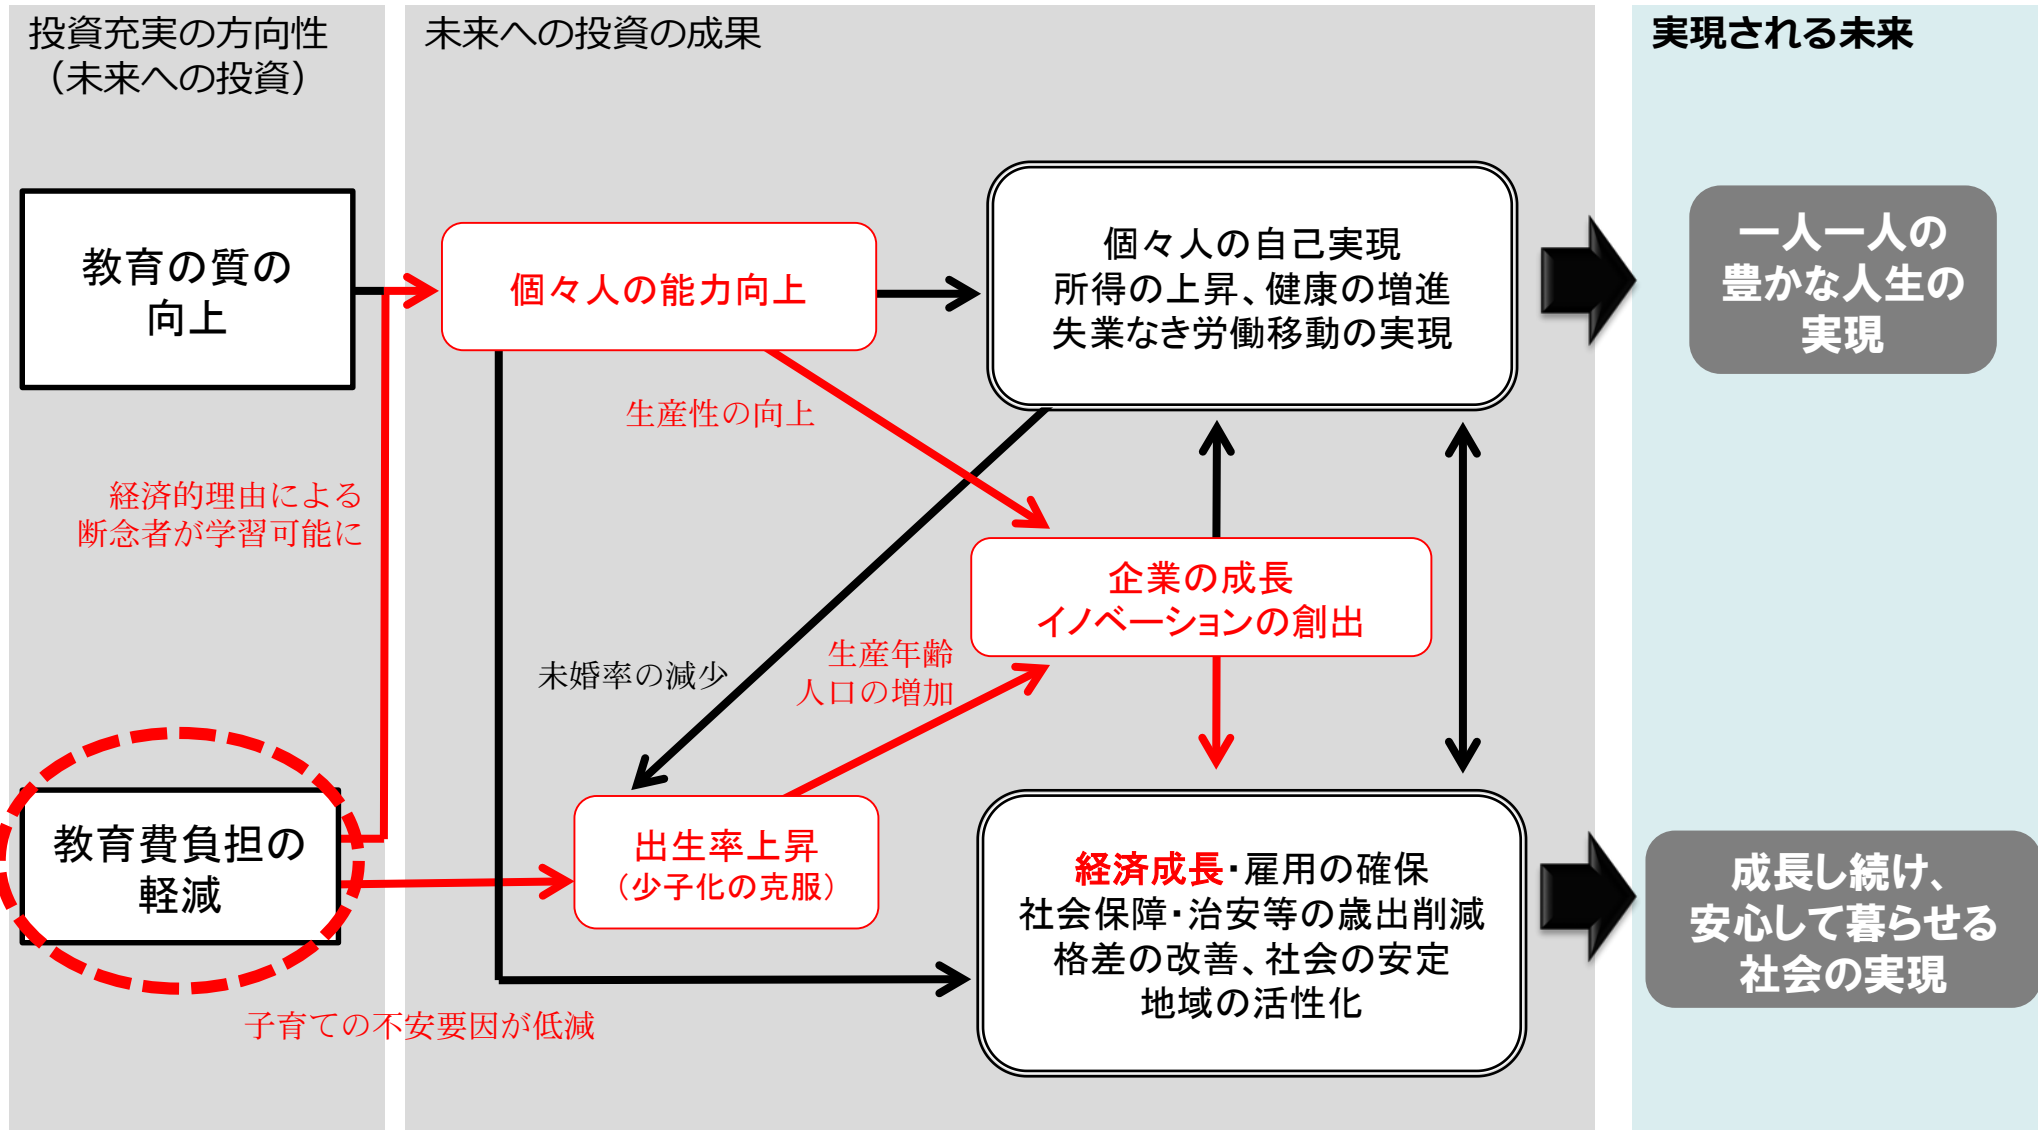 投資充実の方向性
（未来への投資）
未来への投資の成果
実現される未来
教育の質の
向上
個々人の能力向上
個々人の自己実現
所得の上昇、健康の増進
失業なき労働移動の実現
一人一人の
豊かな人生の
実現
生産性の向上
経済的理由による
断念者が学習可能に
企業の成長
イノベーションの創出
未婚率の減少
生産年齢
人口の増加
教育費負担の
軽減
出生率上昇
（少子化の克服）
経済成長・雇用の確保
社会保障・治安等の歳出削減
格差の改善、社会の安定
地域の活性化
成長し続け、
安心して暮らせる
社会の実現
子育ての不安要因が低減